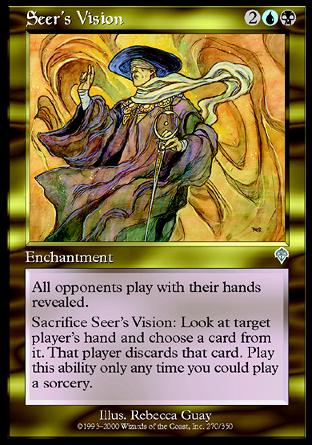 Seer's Vision 2
Enchantment
All opponents play with their hands
revealed.
Sacrifice Seer's Vision: Look at target
player's hand and choose a card from
it. That player discards that card. Play
this ability only any time you could play
a sorcery.
Illus. Rebecca Guay
©1993-2000 Wizards of the Coast, Inc. 270/350